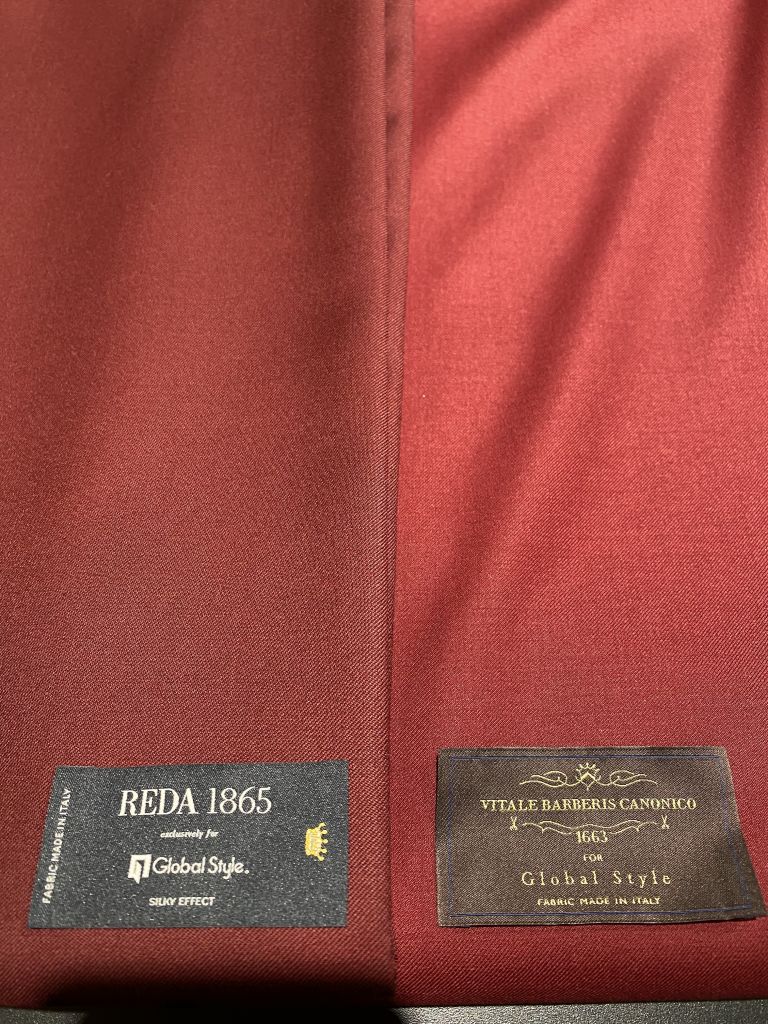 FABRIC MADE IN ITALY
REDA 1865
exclusively for
Global Style.
SILKY EFFECT
VITALE BARBERIS CANONICO
1663
FOR
Global Style
FABRIC MADE IN ITALY